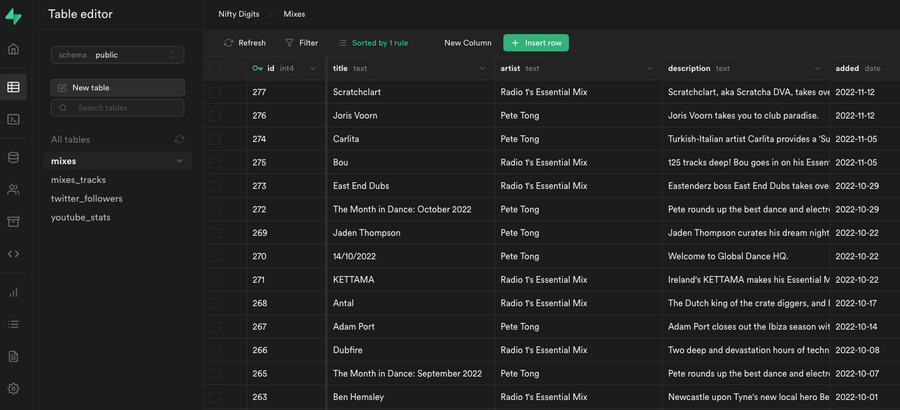 Table editor
Nifty Digits / Mixes
schema public
Refresh Filter Sorted by 1 rule New Column + Insert row
New table
Search tables
All tables
mixes
mixes_tracks
twitter_followers
youtube_stats
id int4 title text artist text description text added date
277 Scratchclart Radio 1's Essential Mix Scratchclart, aka Scratcha DVA, takes ove 2022-11-12
276 Joris Voorn Pete Tong Joris Voorn takes you to club paradise. 2022-11-12
274 Carlita Pete Tong Turkish-Italian artist Carlita provides a 'Su 2022-11-05
275 Bou Radio 1's Essential Mix 125 tracks deep! Bou goes in on his Essen 2022-11-05
273 East End Dubs Radio 1's Essential Mix Eastenderz boss East End Dubs takes ove 2022-10-29
272 The Month in Dance: October 2022 Pete Tong Pete rounds up the best dance and electr 2022-10-29
269 Jaden Thompson Pete Tong Jaden Thompson curates his dream night 2022-10-22
270 14/10/2022 Pete Tong Welcome to Global Dance HQ. 2022-10-22
271 KETTAMA Radio 1's Essential Mix Ireland's KETTAMA makes his Essential M 2022-10-22
268 Antal Radio 1's Essential Mix The Dutch king of the crate diggers, and 2022-10-17
267 Adam Port Pete Tong Adam Port closes out the Ibiza season wit 2022-10-14
266 Dubfire Radio 1's Essential Mix Two deep and devastation hours of techn 2022-10-08
265 The Month in Dance: September 2022 Pete Tong Pete rounds up the best dance and electr 2022-10-07
263 Ben Hemsley Radio 1's Essential Mix Newcastle upon Tyne's new local hero Be 2022-10-01